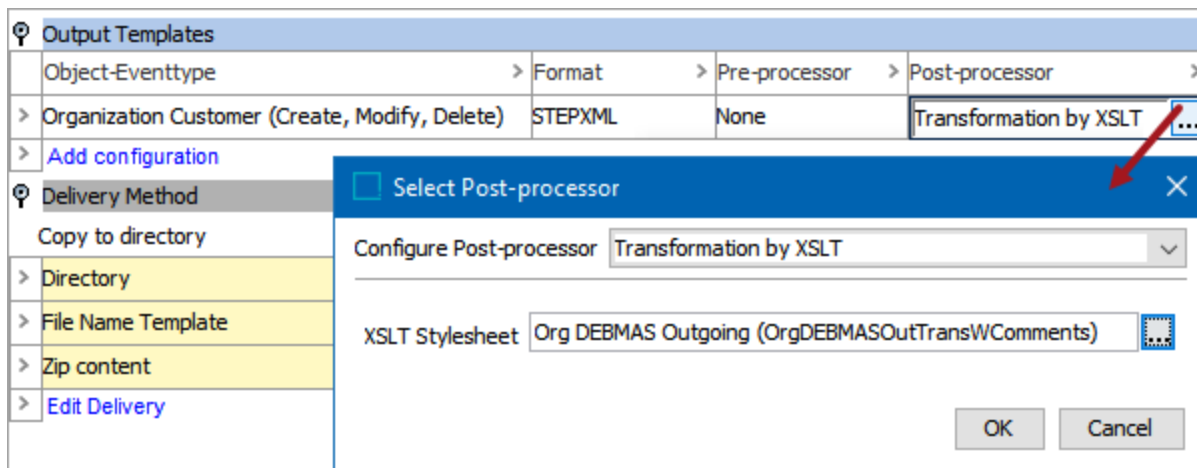 Output Templates
Object-Eventtype > Format > Pre-processor > Post-processor >
> Organization Customer (Create, Modify, Delete) STEPXML None Transformation by XSLT ...
> Add configuration
Delivery Method
Copy to directory
> Directory
> File Name Template
> Zip content
> Edit Delivery
Select Post-processor
Configure Post-processor Transformation by XSLT
XSLT Stylesheet Org DEBMAS Outgoing (OrgDEBMASOutTransWComments) ...
OK Cancel